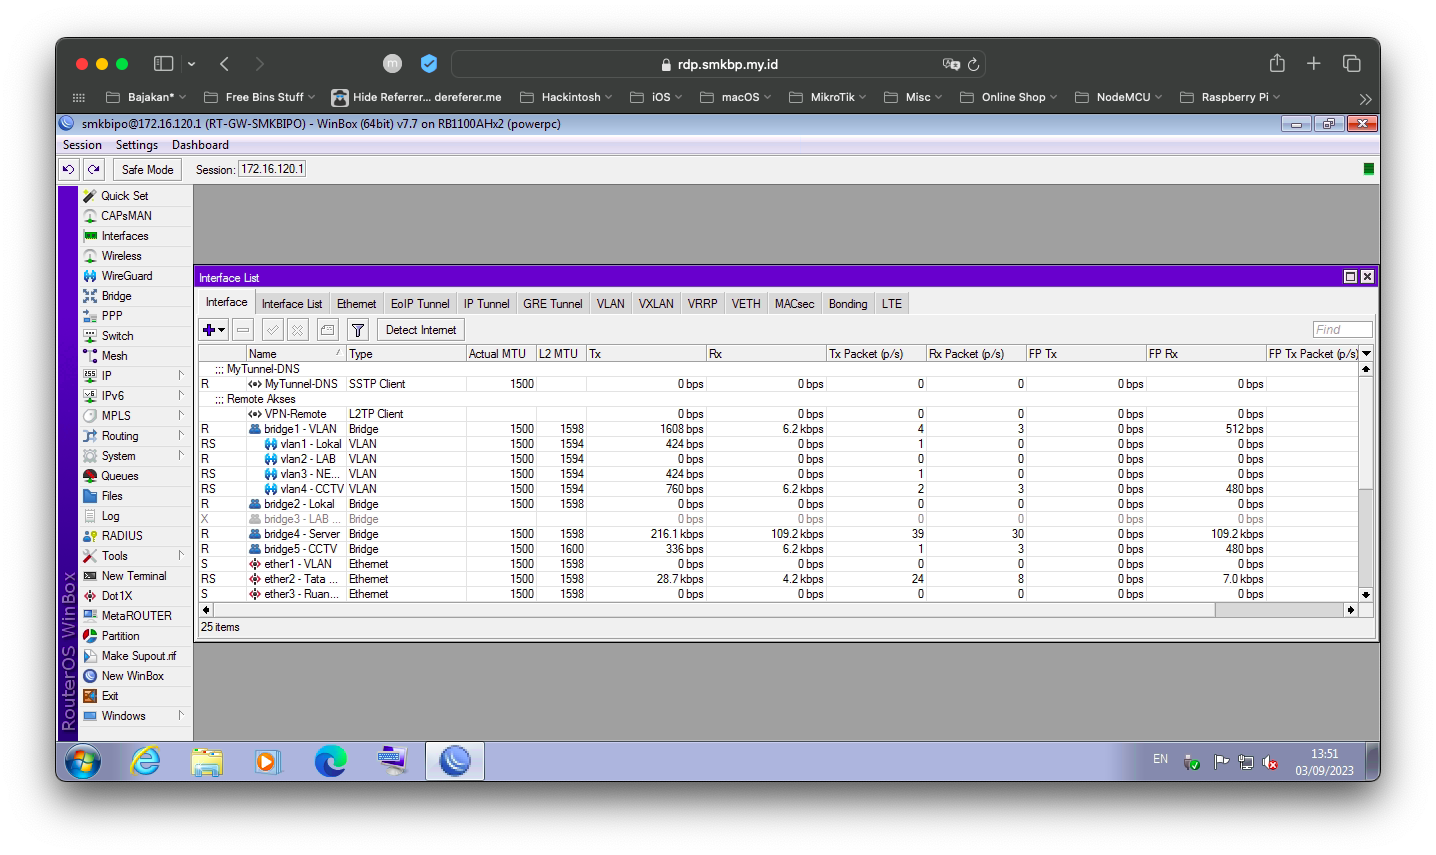 m
rdp.smkbp.my.id
Bajakan* Free Bins Stuff Hide Referrer... dereferer.me Hackintosh iOS macOS MikroTik Misc Online Shop NodeMCU Raspberry Pi
smkbipo@172.16.120.1 (RT-GW-SMKBIPO) - WinBox (64bit) v7.7 on RB1100AHx2 (powerpc)
Session Settings Dashboard
Safe Mode Session: 172.16.120.1
RouterOS WinBox
Quick Set
CAPsMAN
Interfaces
Wireless
WireGuard
Bridge
PPP
Switch
Mesh
IP
IPv6
MPLS
Routing
System
Queues
Files
Log
RADIUS
Tools
New Terminal
Dot1X
MetaROUTER
Partition
Make Supout.rif
New WinBox
Exit
Windows
Interface List
Interface Interface List Ethernet EoIP Tunnel IP Tunnel GRE Tunnel VLAN VXLAN VRRP VETH MACsec Bonding LTE
Detect Internet Find
Name Type Actual MTU L2 MTU Tx Rx Tx Packet (p/s) Rx Packet (p/s) FP Tx FP Rx FP Tx Packet (p/s)
;;; MyTunnel-DNS
R MyTunnel-DNS SSTP Client 1500 0 bps 0 bps 0 0 0 bps 0 bps
;;; Remote Akses
VPN-Remote L2TP Client 0 bps 0 bps 0 0 0 bps 0 bps
R bridge1 - VLAN Bridge 1500 1598 1608 bps 6.2 kbps 4 3 0 bps 512 bps
RS vlan1 - Lokal VLAN 1500 1594 424 bps 0 bps 1 0 0 bps 0 bps
R vlan2 - LAB VLAN 1500 1594 0 bps 0 bps 0 0 0 bps 0 bps
RS vlan3 - NE... VLAN 1500 1594 424 bps 0 bps 1 0 0 bps 0 bps
RS vlan4 - CCTV VLAN 1500 1594 760 bps 6.2 kbps 2 3 0 bps 480 bps
R bridge2 - Lokal Bridge 1500 1598 0 bps 0 bps 0 0 0 bps 0 bps
X bridge3 - LAB ... Bridge 0 bps 0 bps 0 0 0 bps 0 bps
R bridge4 - Server Bridge 1500 1598 216.1 kbps 109.2 kbps 39 30 0 bps 109.2 kbps
R bridge5 - CCTV Bridge 1500 1600 336 bps 6.2 kbps 1 3 0 bps 480 bps
S ether1 - VLAN Ethernet 1500 1598 0 bps 0 bps 0 0 0 bps 0 bps
RS ether2 - Tata ... Ethernet 1500 1598 28.7 kbps 4.2 kbps 24 8 0 bps 7.0 kbps
S ether3 - Ruan... Ethernet 1500 1598 0 bps 0 bps 0 0 0 bps 0 bps
25 items
EN
13:51
03/09/2023